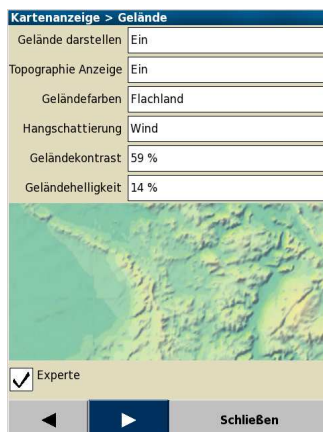 Kartenanzeige > Gelände
Gelände darstellen Ein
Topographie Anzeige Ein
Geländefarben Flachland
Hangschattierung Wind
Geländekontrast 59 %
Geländehelligkeit 14 %
Experte
Schließen